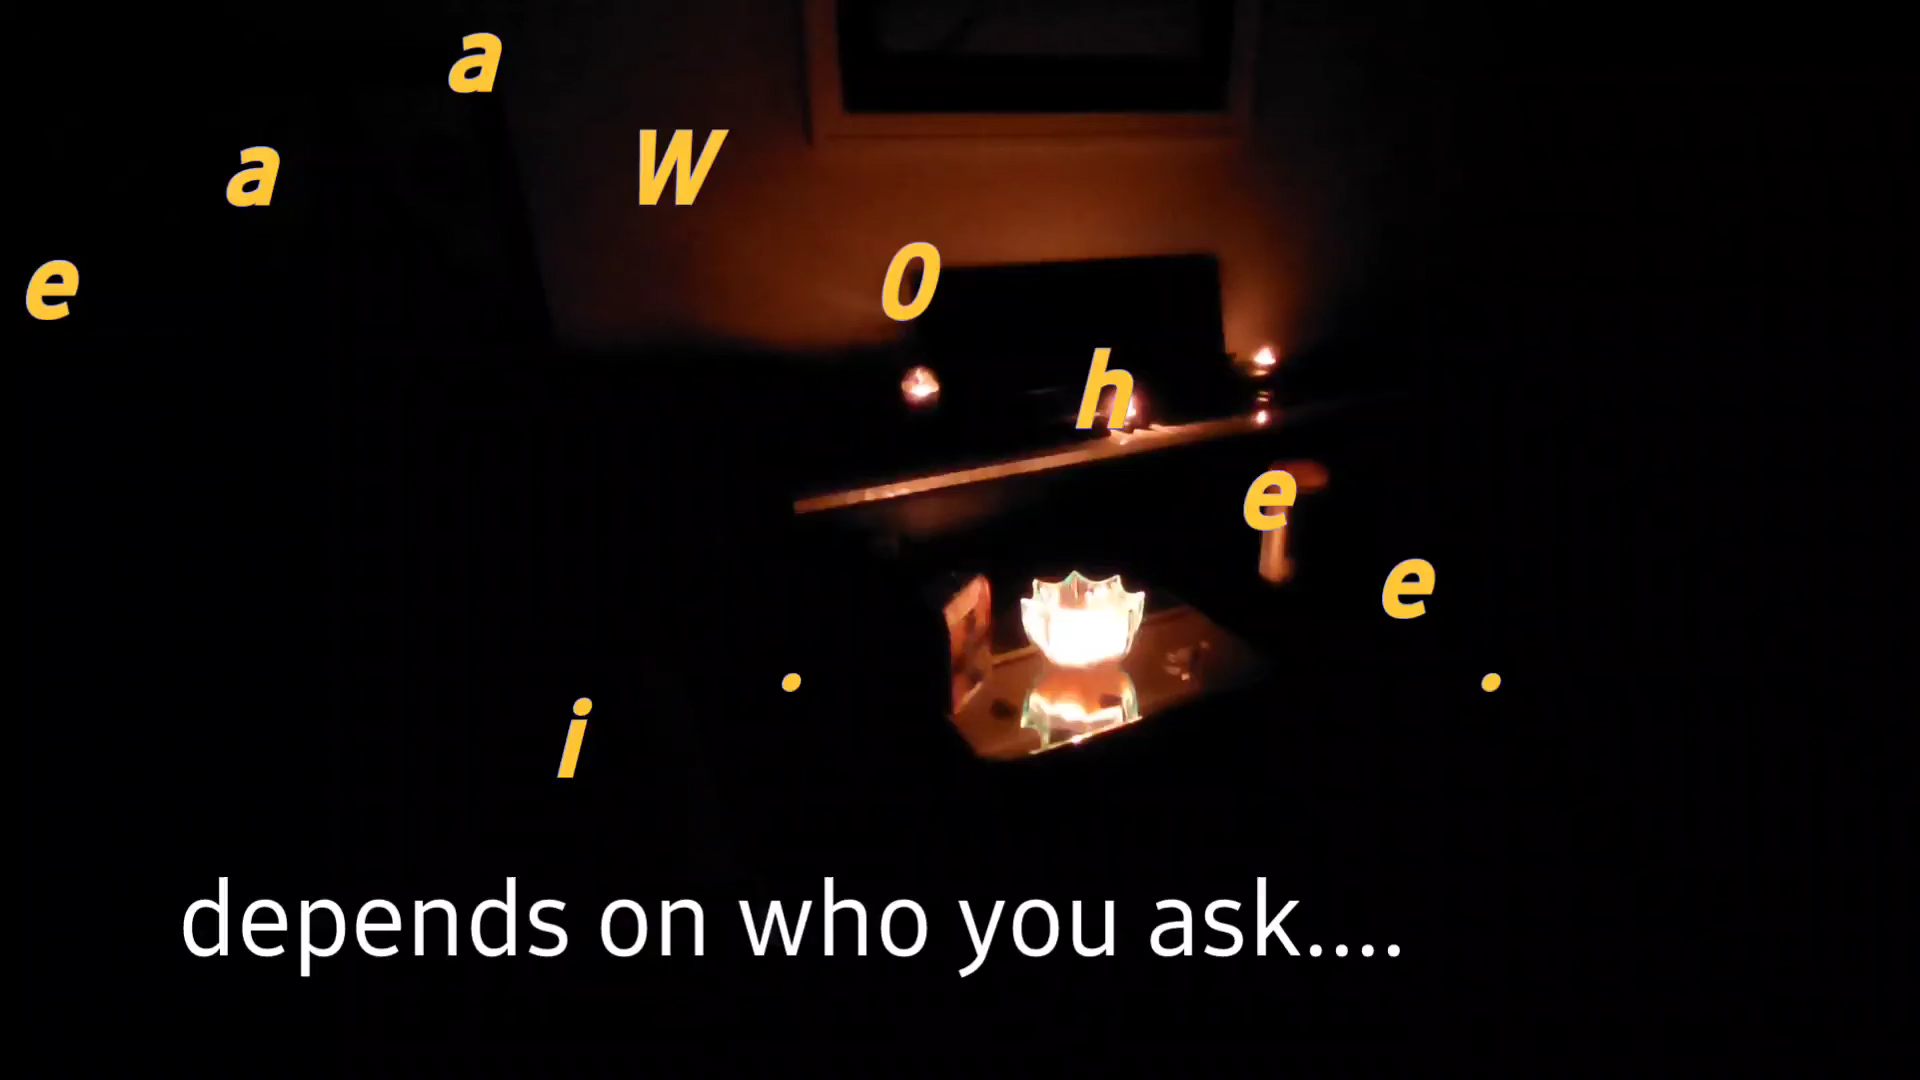 a
W
a
O
e
h
e
e
.
.
i
depends on who you ask....